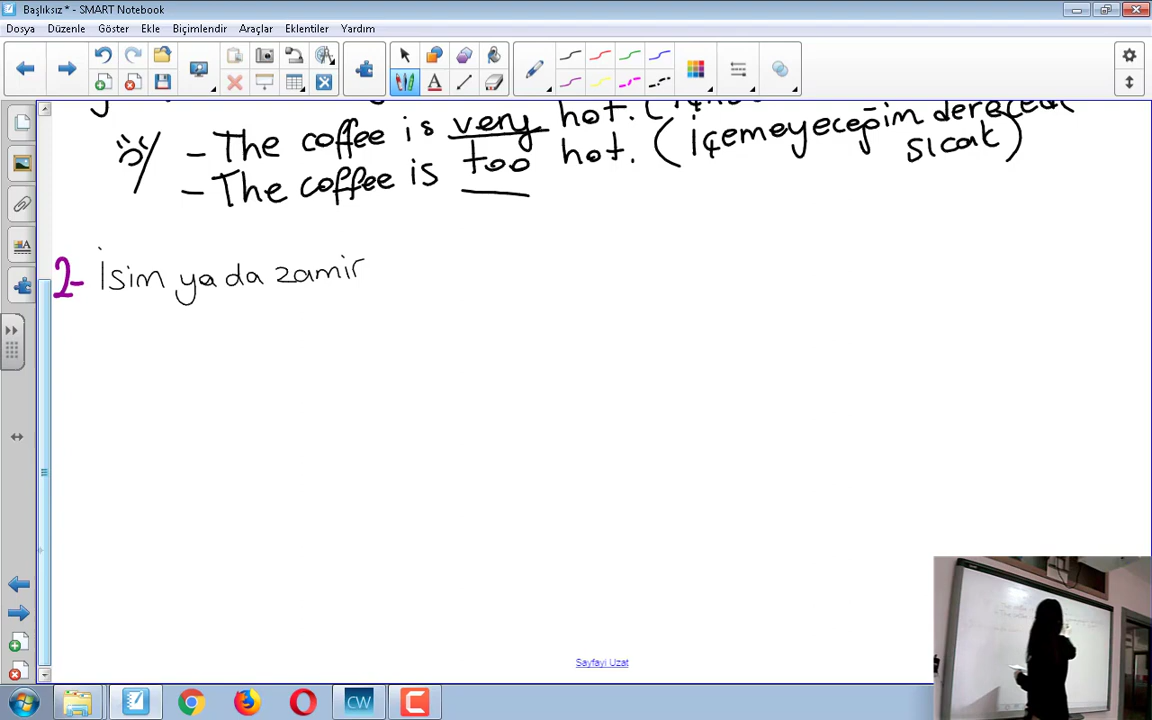 Başlıksız * - SMART Notebook
Dosya Düzenle Göster Ekle Biçimlendir Araçlar Eklentiler Yardım
- The coffee is very hot.
- The coffee is too hot. (İçemeyeceğim derecede
sıcak)
2- İsim ya da zamir
Sayfayi Uzat